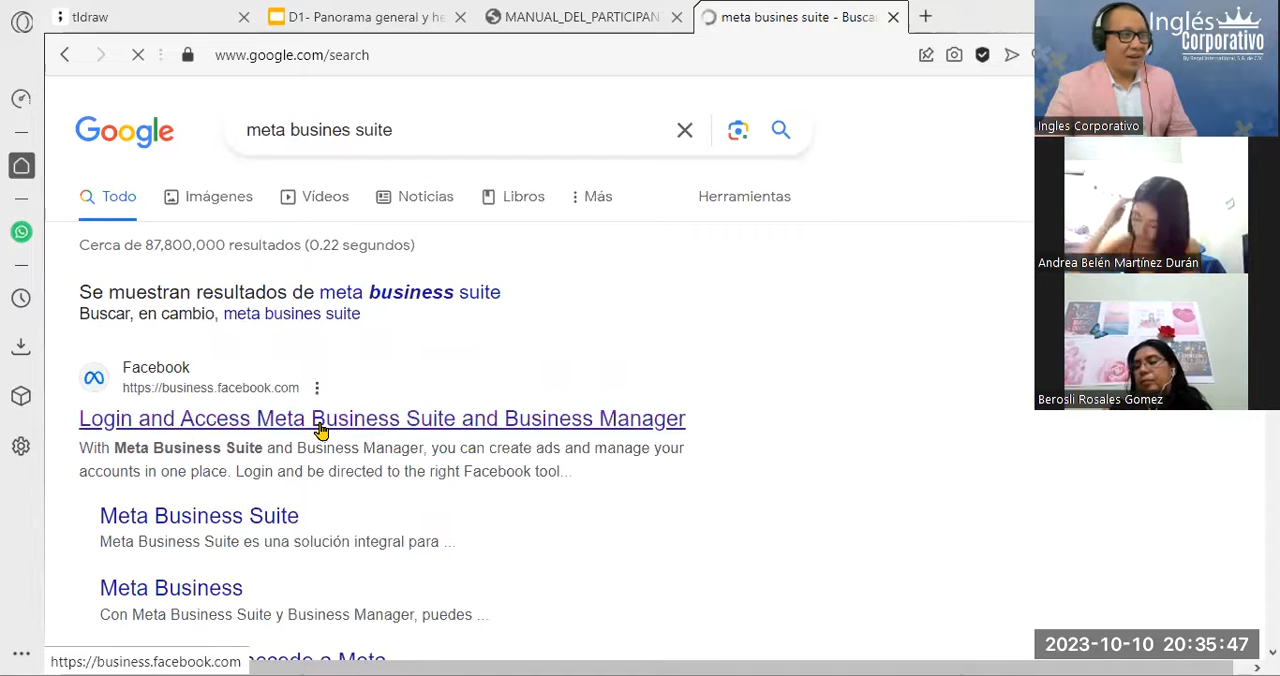 tldraw
D1- Panorama general y he
MANUAL_DEL_PARTICIPAN
meta busines suite - Busca
www.google.com/search
Google
meta busines suite
Todo
Imágenes
Vídeos
Noticias
Libros
Más
Herramientas
Cerca de 87,800,000 resultados (0.22 segundos)
Se muestran resultados de meta business suite
Buscar, en cambio, meta busines suite
Facebook
https://business.facebook.com
Login and Access Meta Business Suite and Business Manager
With Meta Business Suite and Business Manager, you can create ads and manage your
accounts in one place. Login and be directed to the right Facebook tool...
Meta Business Suite
Meta Business Suite es una solución integral para ...
Meta Business
Con Meta Business Suite y Business Manager, puedes ...
https://business.facebook.com
Inglés
Corporativo
Ingles Corporativo
Andrea Belén Martínez Durán
Berosli Rosales Gomez
2023-10-10 20:35:47